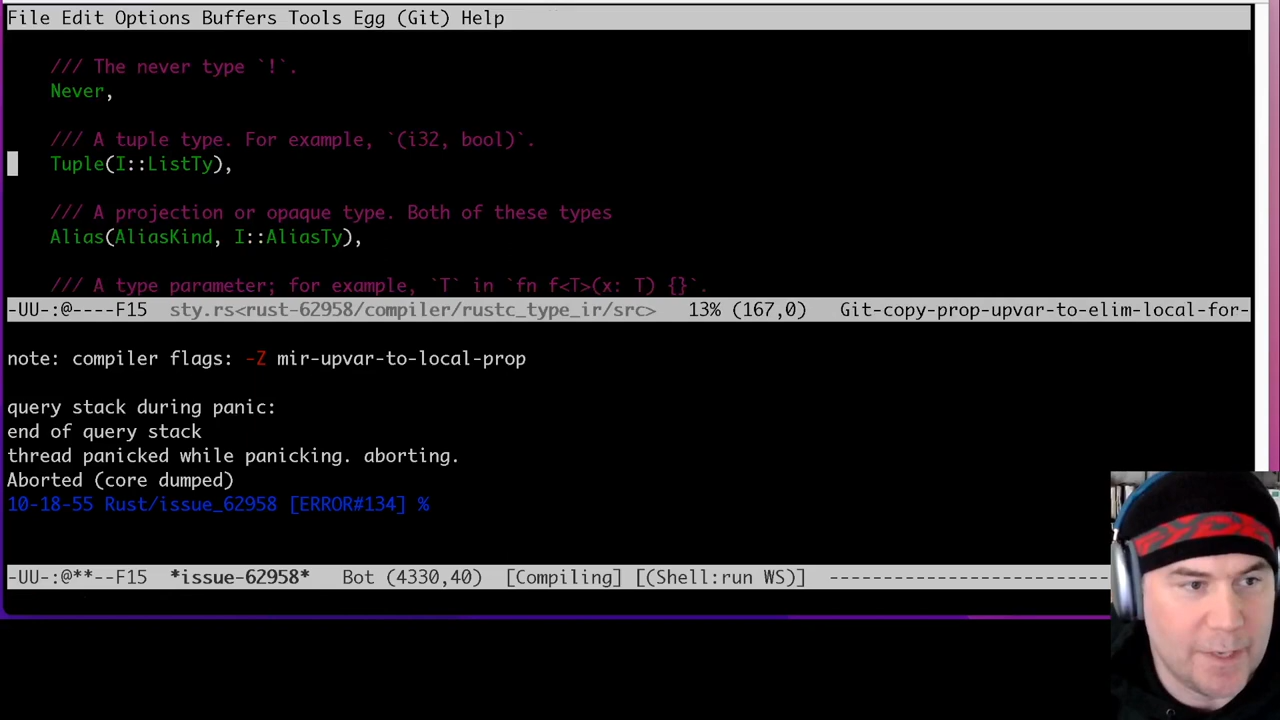 File Edit Options Buffers Tools Egg (Git) Help
/// The never type `!`.
Never,
/// A tuple type. For example, `(i32, bool)`.
Tuple(I::ListTy),
/// A projection or opaque type. Both of these types
Alias(AliasKind, I::AliasTy),
/// A type parameter; for example, `T` in `fn f<T>(x: T) {}`.
-UU-:@----F15  sty.rs<rust-62958/compiler/rustc_type_ir/src>   13% (167,0)    Git-copy-prop-upvar-to-elim-local-for-
note: compiler flags: -Z mir-upvar-to-local-prop
query stack during panic:
end of query stack
thread panicked while panicking. aborting.
Aborted (core dumped)
10-18-55 Rust/issue_62958 [ERROR#134] %
-UU-:@**--F15  *issue-62958*   Bot (4330,40)  [Compiling] [(Shell:run WS)] --------------------------